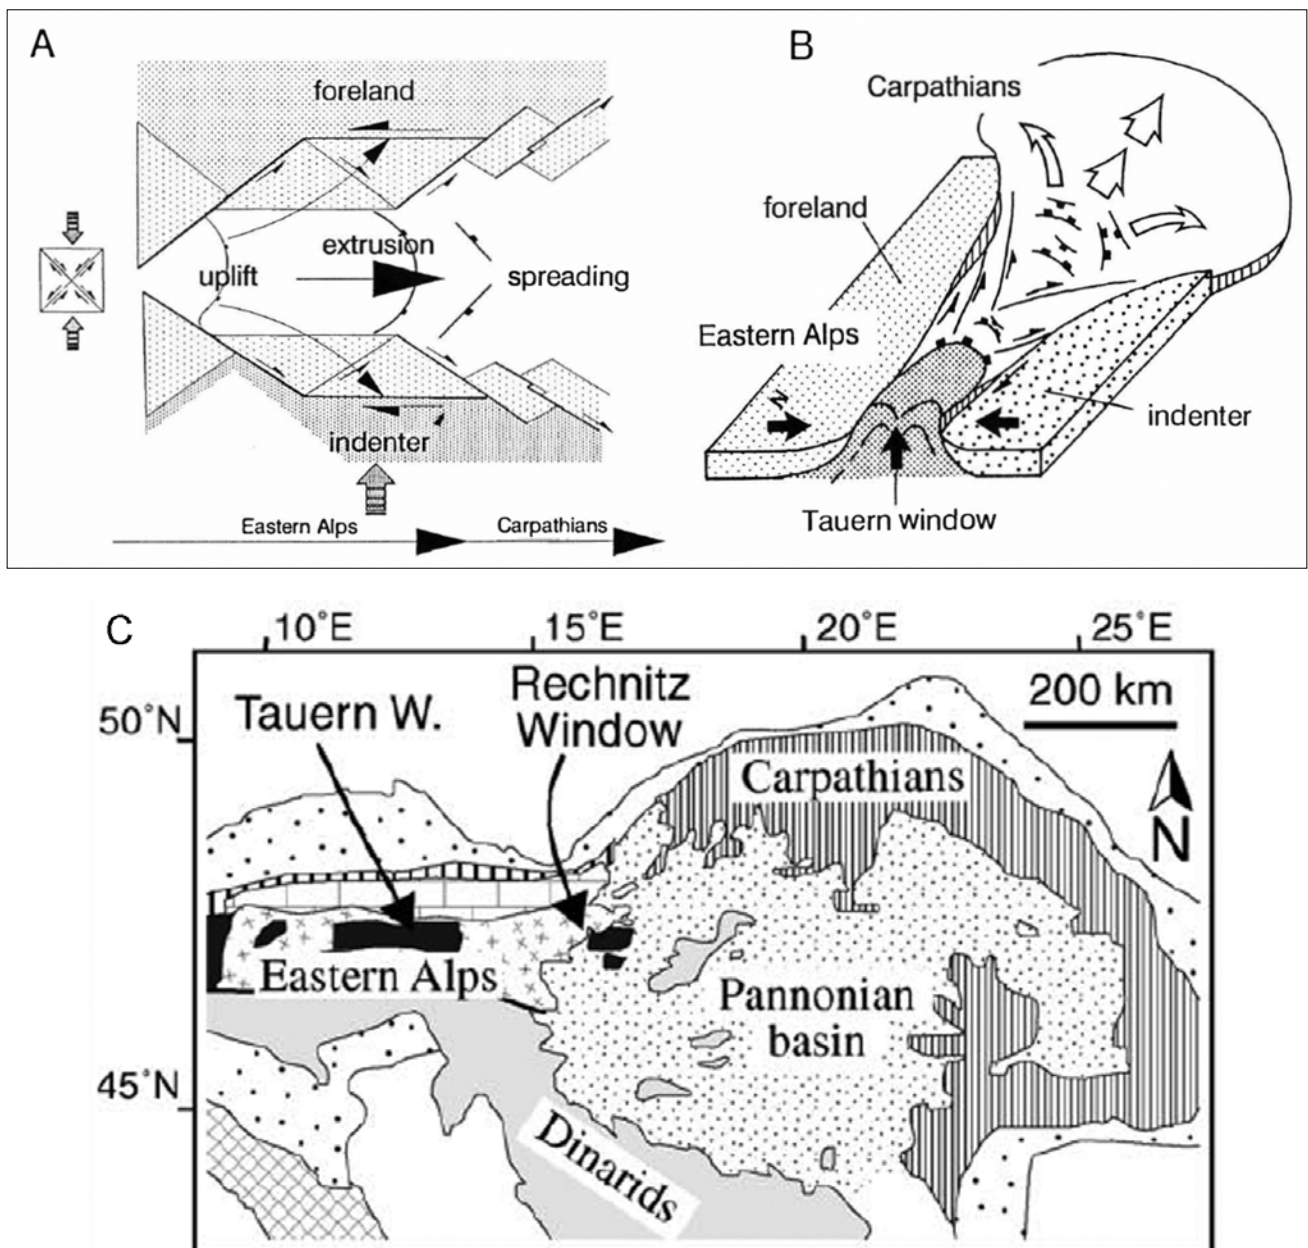 A
foreland
extrusion
uplift
spreading
indenter
Eastern Alps
Carpathians
B
Carpathians
foreland
Eastern Alps
N
indenter
Tauern window
C
10°E
15°E
20°E
25°E
Tauern W.
Rechnitz
Window
200 km
50°N
Carpathians
N
Eastern Alps
Pannonian
basin
45°N
Dinarids